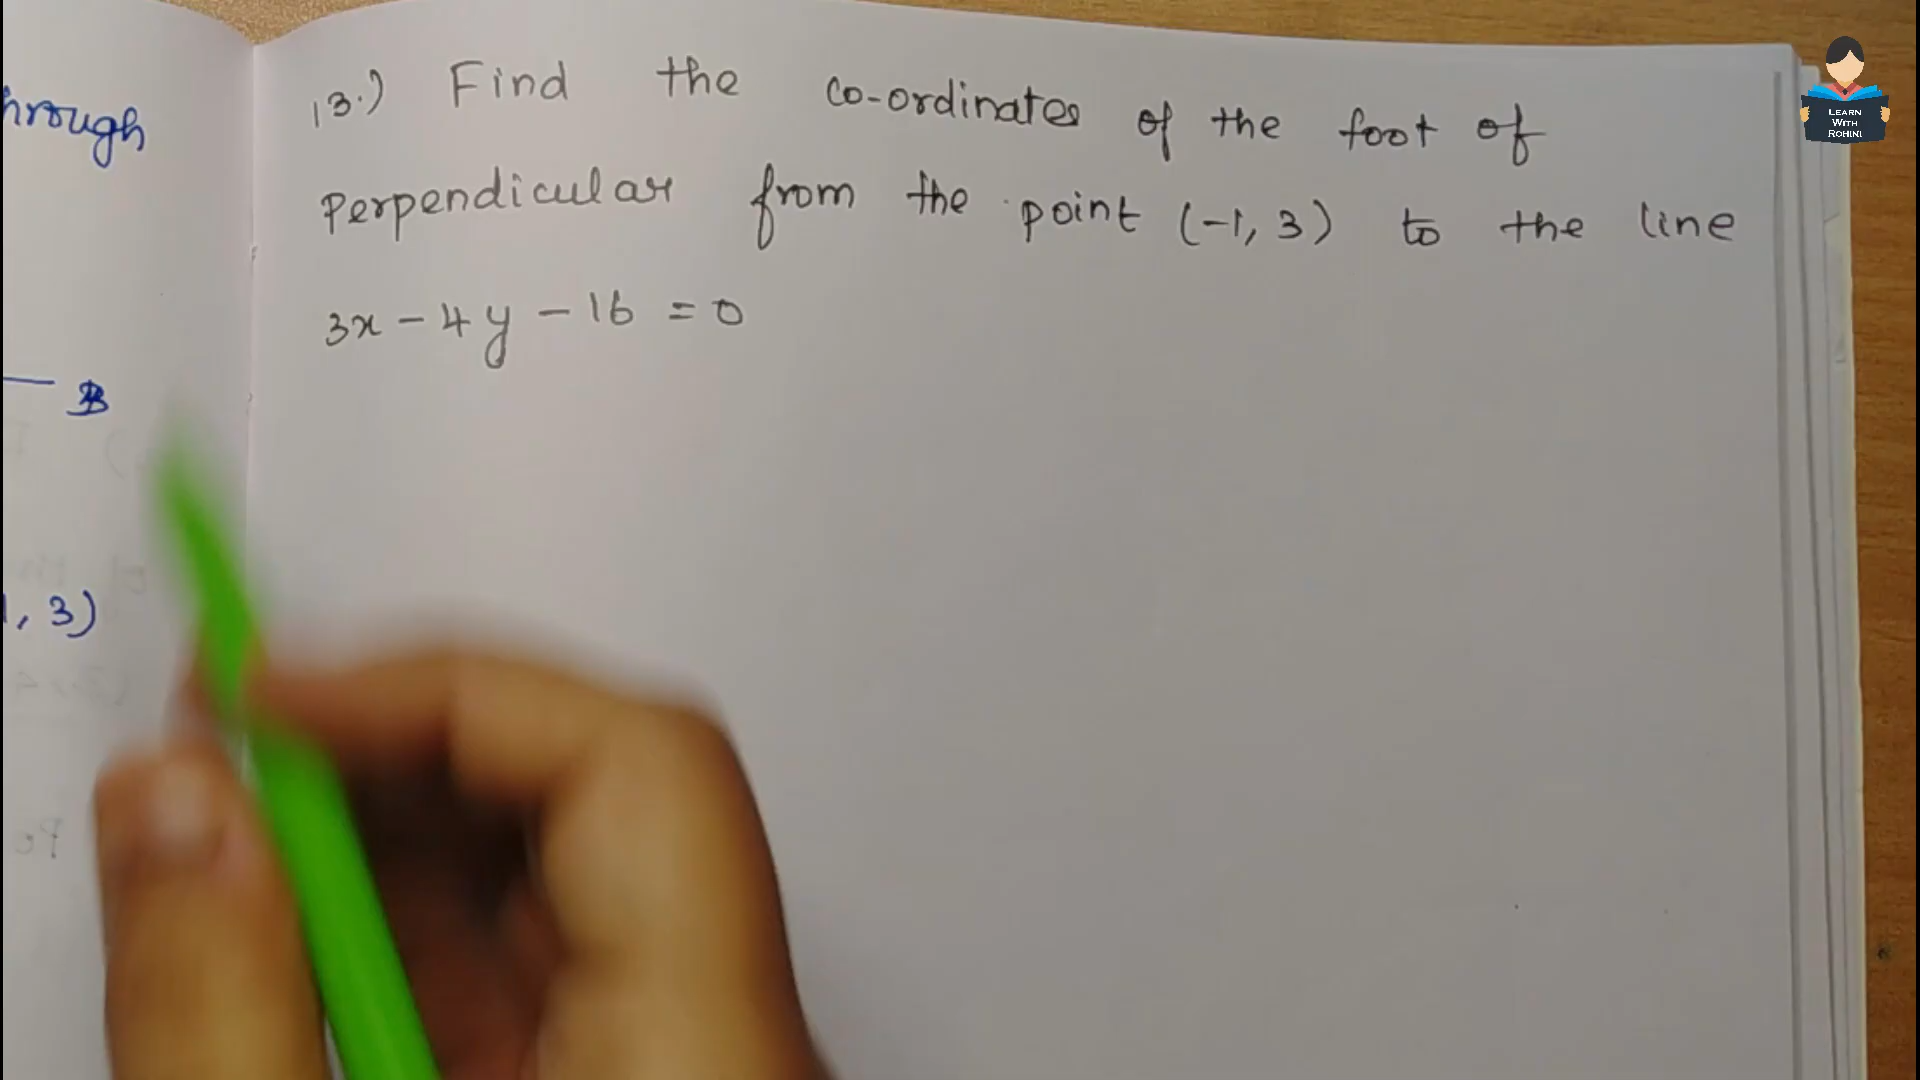 hrough
B
, 3)
13.) Find the co-ordinates of the foot of
perpendicular from the point (-1, 3) to the line
3x - 4y - 16 = 0
LEARN
WITH
ROHINI